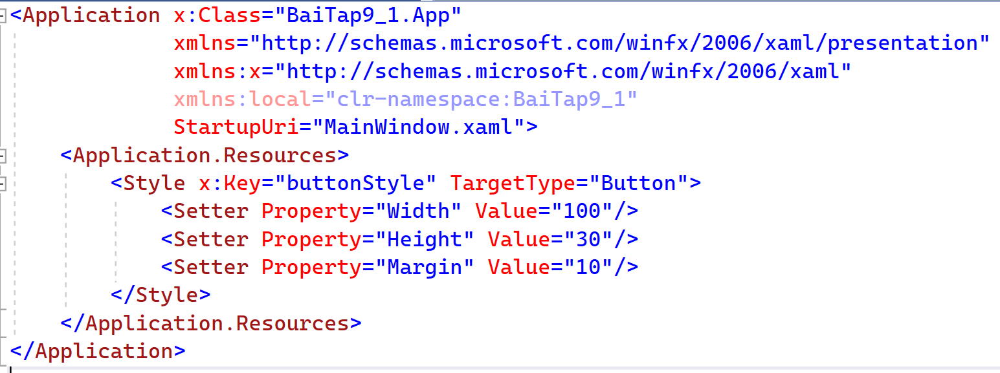 <Application x:Class="BaiTap9_1.App"
xmlns="http://schemas.microsoft.com/winfx/2006/xaml/presentation"
xmlns:x="http://schemas.microsoft.com/winfx/2006/xaml"
xmlns:local="clr-namespace:BaiTap9_1"
StartupUri="MainWindow.xaml">
<Application.Resources>
<Style x:Key="buttonStyle" TargetType="Button">
<Setter Property="Width" Value="100"/>
<Setter Property="Height" Value="30"/>
<Setter Property="Margin" Value="10"/>
</Style>
</Application.Resources>
</Application>